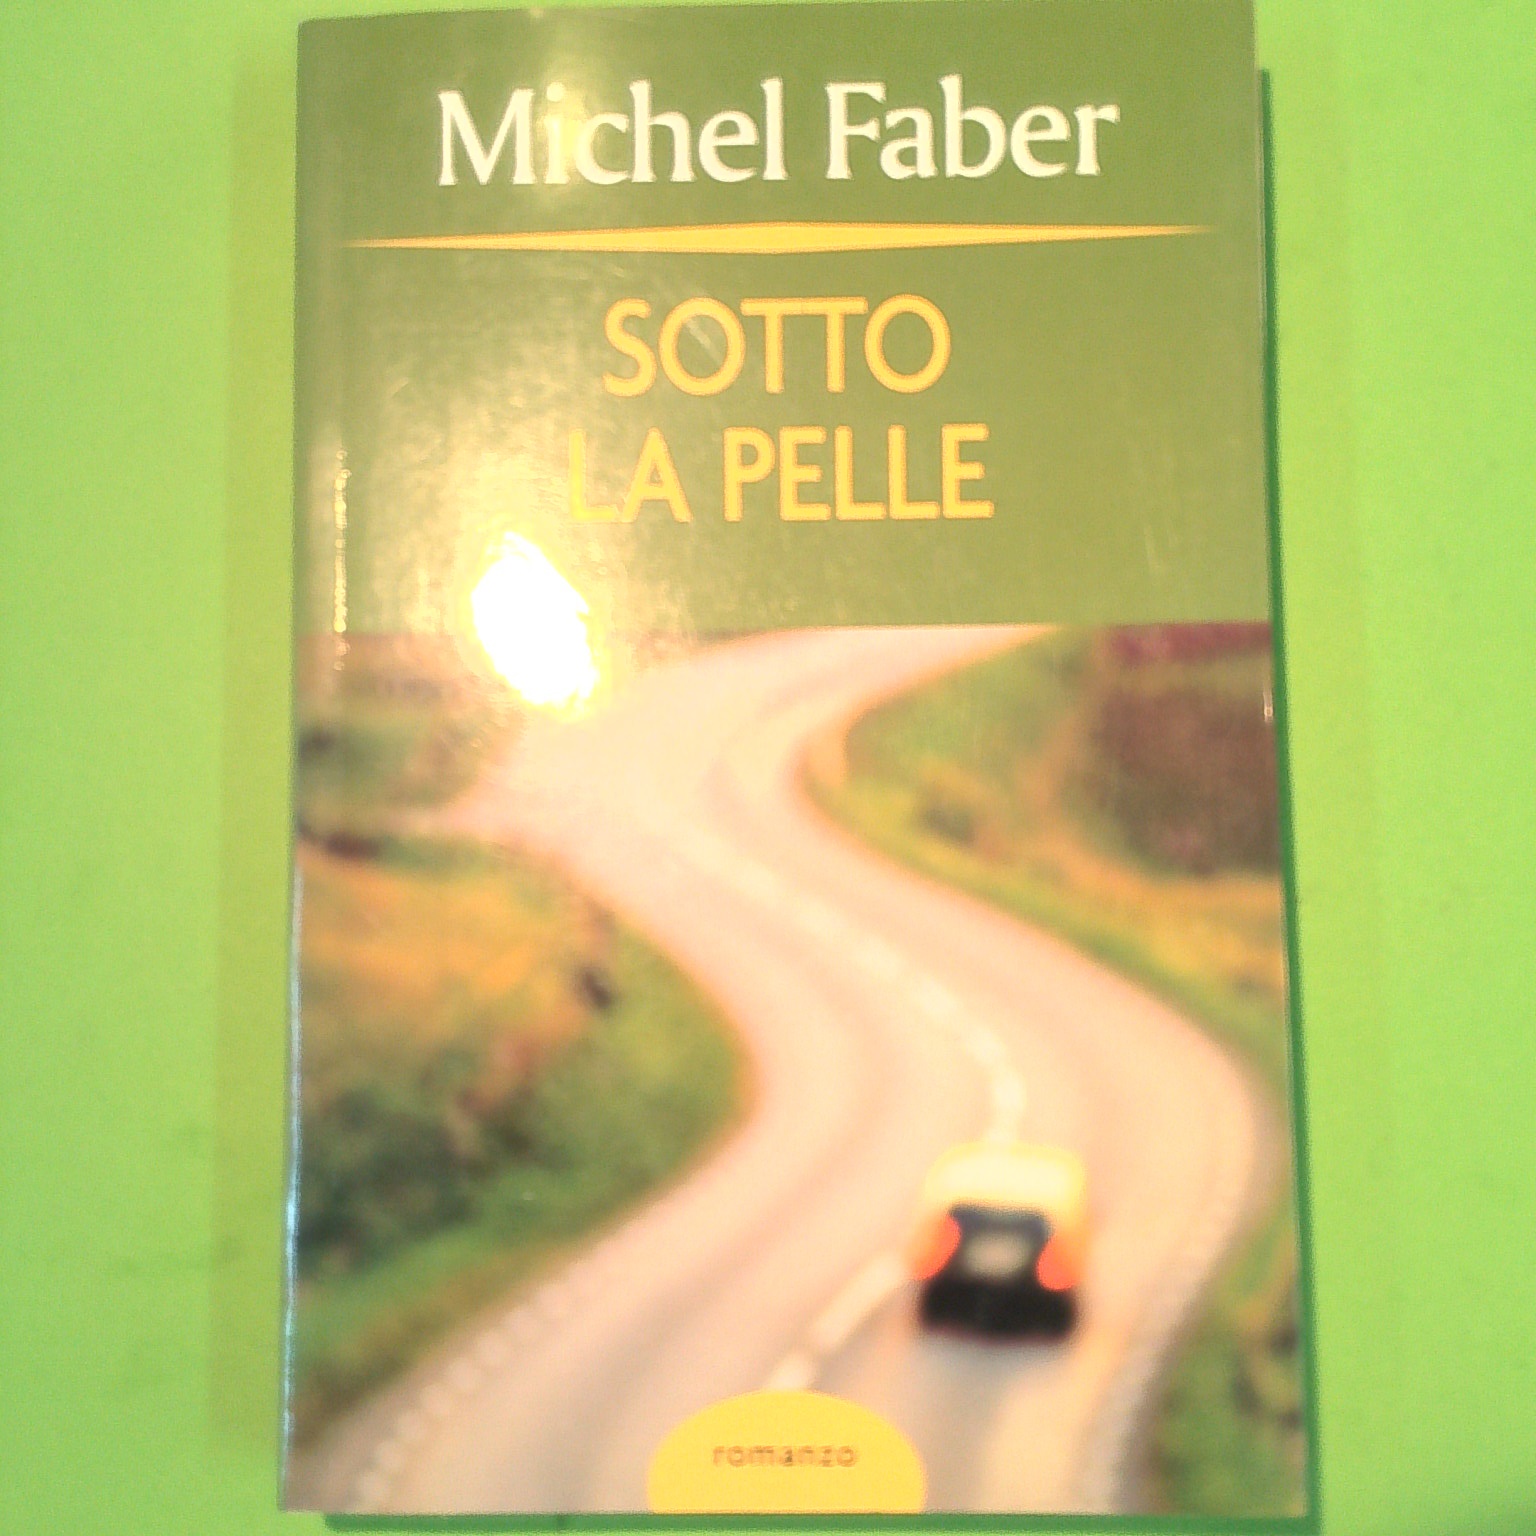 Michel Faber
SOTTO
LA PELLE
romanzo